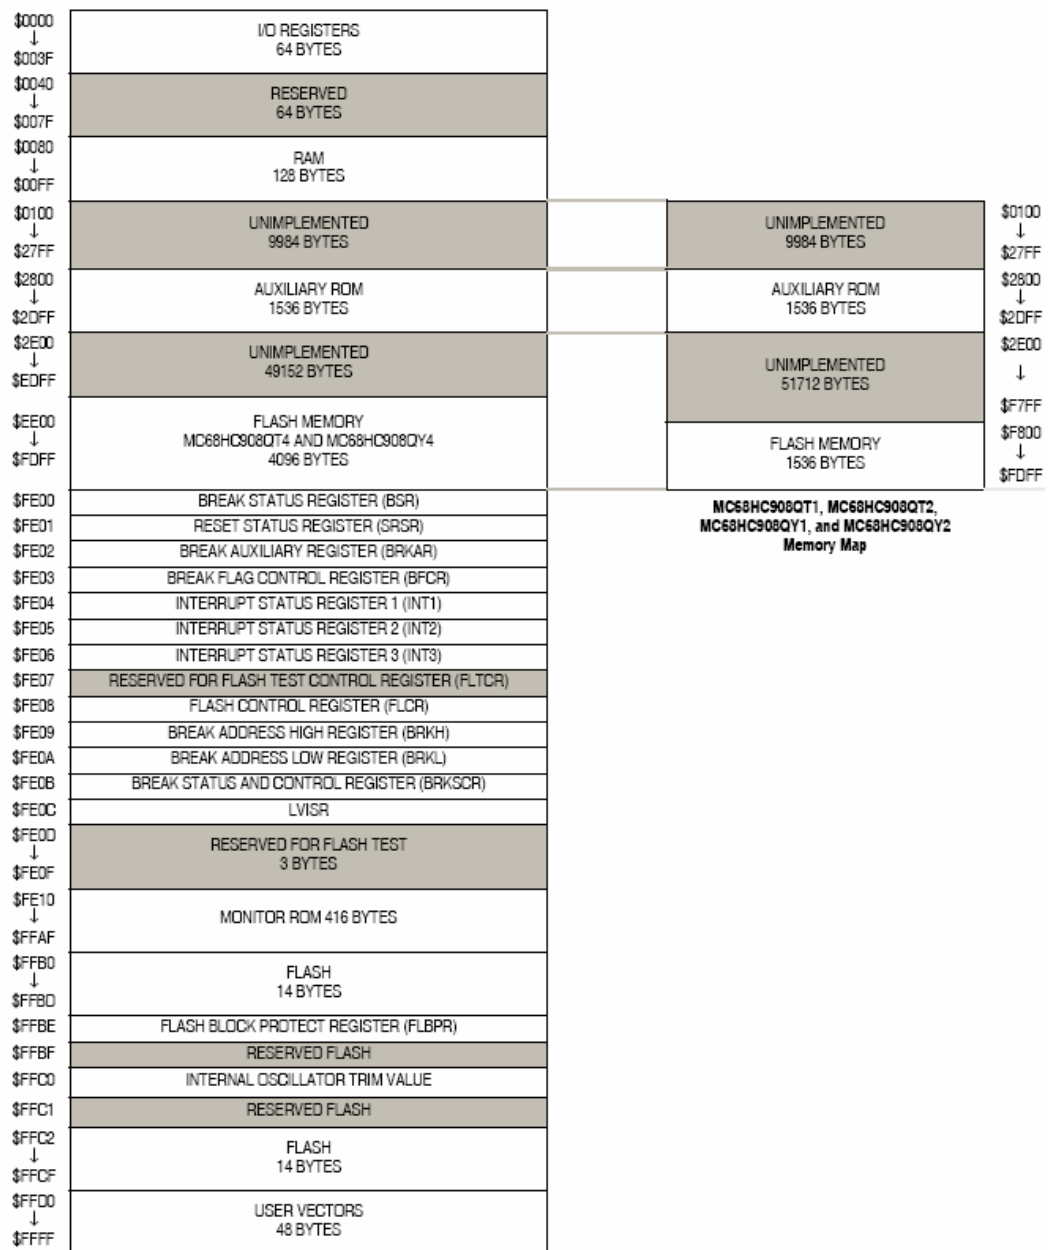 $0000
↓
$003F
I/O REGISTERS
64 BYTES
$0040
↓
$007F
RESERVED
64 BYTES
$0080
↓
$00FF
RAM
128 BYTES
$0100
↓
$27FF
UNIMPLEMENTED
9984 BYTES
$2800
↓
$2DFF
AUXILIARY ROM
1536 BYTES
$2E00
↓
$EDFF
UNIMPLEMENTED
49152 BYTES
$EE00
↓
$FDFF
FLASH MEMORY
MC68HC908QT4 AND MC68HC908QY4
4096 BYTES
UNIMPLEMENTED
9984 BYTES
$0100
↓
$27FF
AUXILIARY ROM
1536 BYTES
$2800
↓
$2DFF
UNIMPLEMENTED
51712 BYTES
$2E00
↓
$F7FF
FLASH MEMORY
1536 BYTES
$F800
↓
$FDFF
MC68HC908QT1, MC68HC908QT2,
MC68HC908QY1, and MC68HC908QY2
Memory Map
$FE00 BREAK STATUS REGISTER (BSR)
$FE01 RESET STATUS REGISTER (SRSR)
$FE02 BREAK AUXILIARY REGISTER (BRKAR)
$FE03 BREAK FLAG CONTROL REGISTER (BFCR)
$FE04 INTERRUPT STATUS REGISTER 1 (INT1)
$FE05 INTERRUPT STATUS REGISTER 2 (INT2)
$FE06 INTERRUPT STATUS REGISTER 3 (INT3)
$FE07 RESERVED FOR FLASH TEST CONTROL REGISTER (FLTCR)
$FE08 FLASH CONTROL REGISTER (FLCR)
$FE09 BREAK ADDRESS HIGH REGISTER (BRKH)
$FE0A BREAK ADDRESS LOW REGISTER (BRKL)
$FE0B BREAK STATUS AND CONTROL REGISTER (BRKSCR)
$FE0C LVISR
$FE0D
↓
$FE0F
RESERVED FOR FLASH TEST
3 BYTES
$FE10
↓
$FFAF
MONITOR ROM 416 BYTES
$FFB0
↓
$FFBD
FLASH
14 BYTES
$FFBE FLASH BLOCK PROTECT REGISTER (FLBPR)
$FFBF RESERVED FLASH
$FFC0 INTERNAL OSCILLATOR TRIM VALUE
$FFC1 RESERVED FLASH
$FFC2
↓
$FFCF
FLASH
14 BYTES
$FFD0
↓
$FFFF
USER VECTORS
48 BYTES